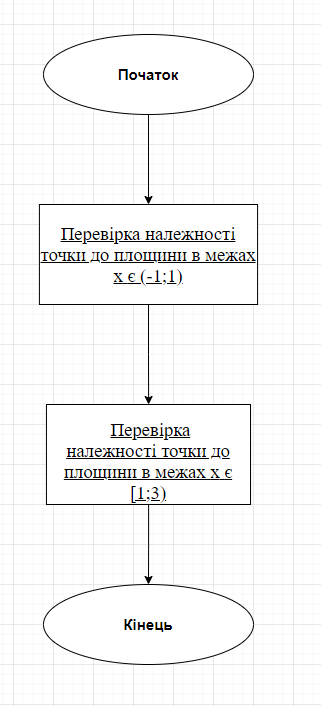 Початок
Перевірка належності
точки до площини в межах
х є (-1;1)
Перевірка
належності точки до
площини в межах х є
[1;3)
Кінець